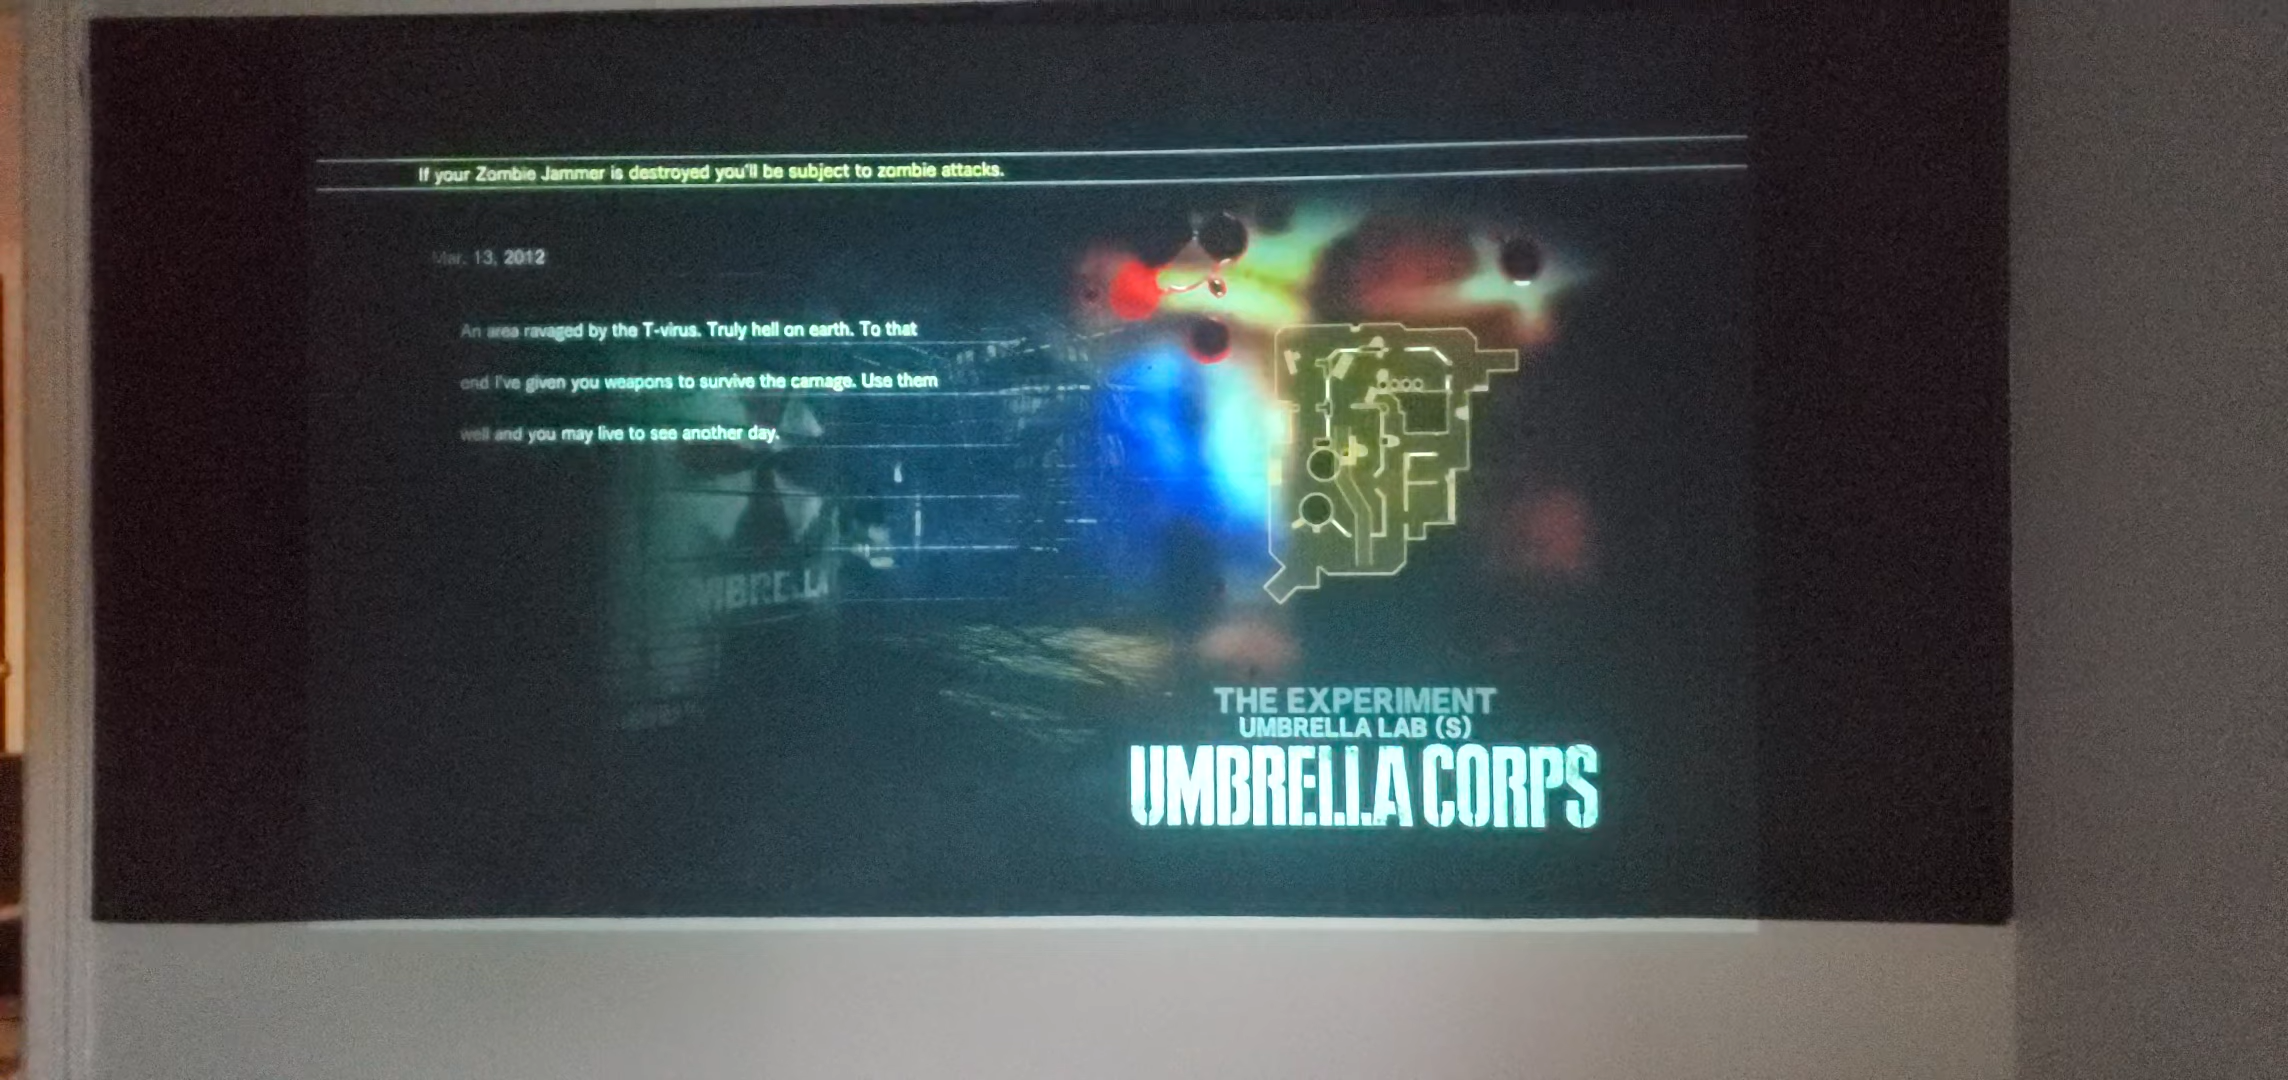 If your Zombie Jammer is destroyed you'll be subject to zombie attacks.
Mar. 13, 2012
An area ravaged by the T-virus. Truly hell on earth. To that
end I've given you weapons to survive the carnage. Use them
well and you may live to see another day.
UMBRELLA
THE EXPERIMENT
UMBRELLA LAB (S)
UMBRELLA CORPS